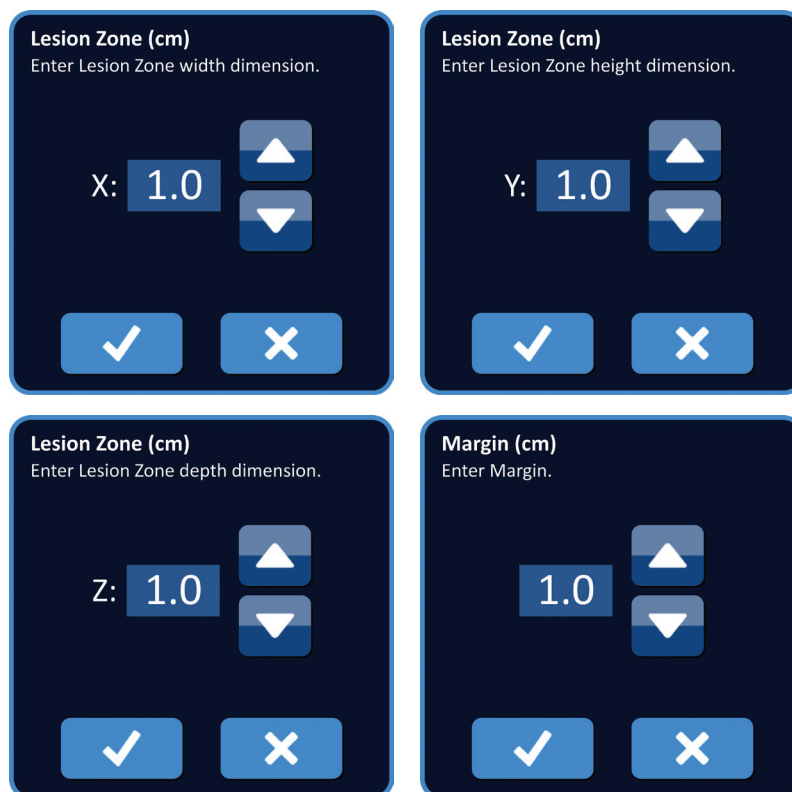 Lesion Zone (cm)
Enter Lesion Zone width dimension.
X: 1.0
Lesion Zone (cm)
Enter Lesion Zone height dimension.
Y: 1.0
Lesion Zone (cm)
Enter Lesion Zone depth dimension.
Z: 1.0
Margin (cm)
Enter Margin.
1.0